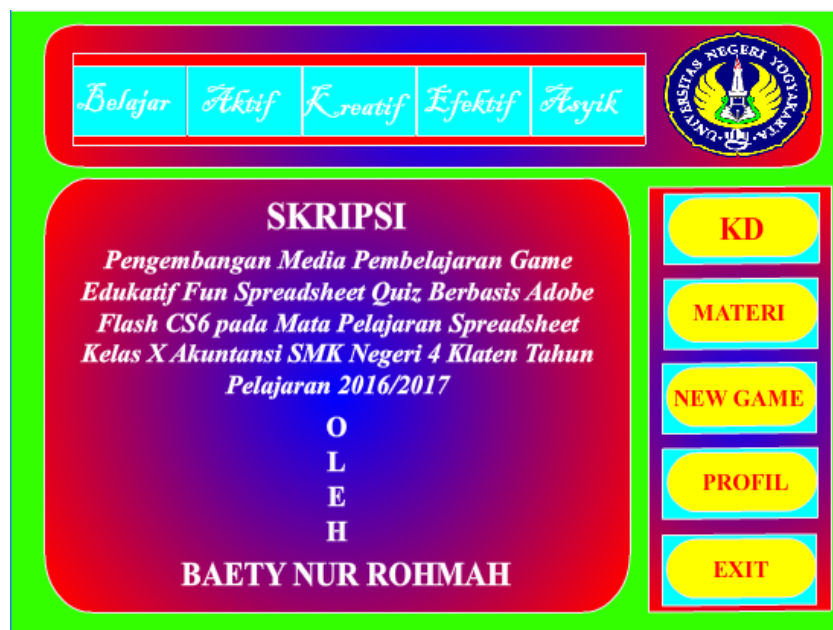 Belajar Aktif Kreatif Efektif Asyik
UNIVERSITAS NEGERI YOGYAKARTA
SKRIPSI
Pengembangan Media Pembelajaran Game
Edukatif Fun Spreadsheet Quiz Berbasis Adobe
Flash CS6 pada Mata Pelajaran Spreadsheet
Kelas X Akuntansi SMK Negeri 4 Klaten Tahun
Pelajaran 2016/2017
O
L
E
H
BAETY NUR ROHMAH
KD
MATERI
NEW GAME
PROFIL
EXIT